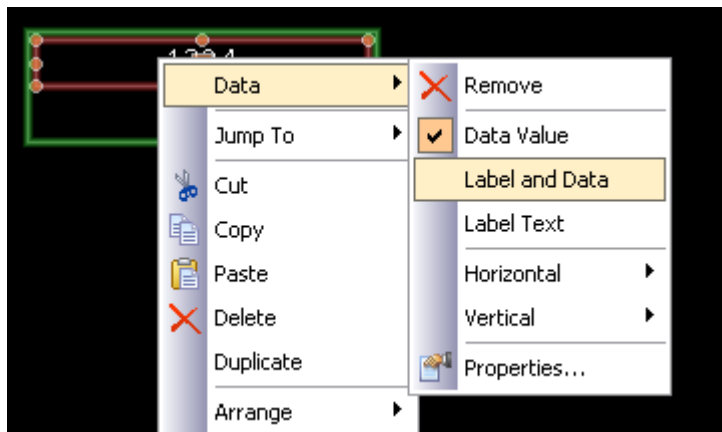 Data
Jump To
Cut
Copy
Paste
Delete
Duplicate
Arrange
Remove
Data Value
Label and Data
Label Text
Horizontal
Vertical
Properties...